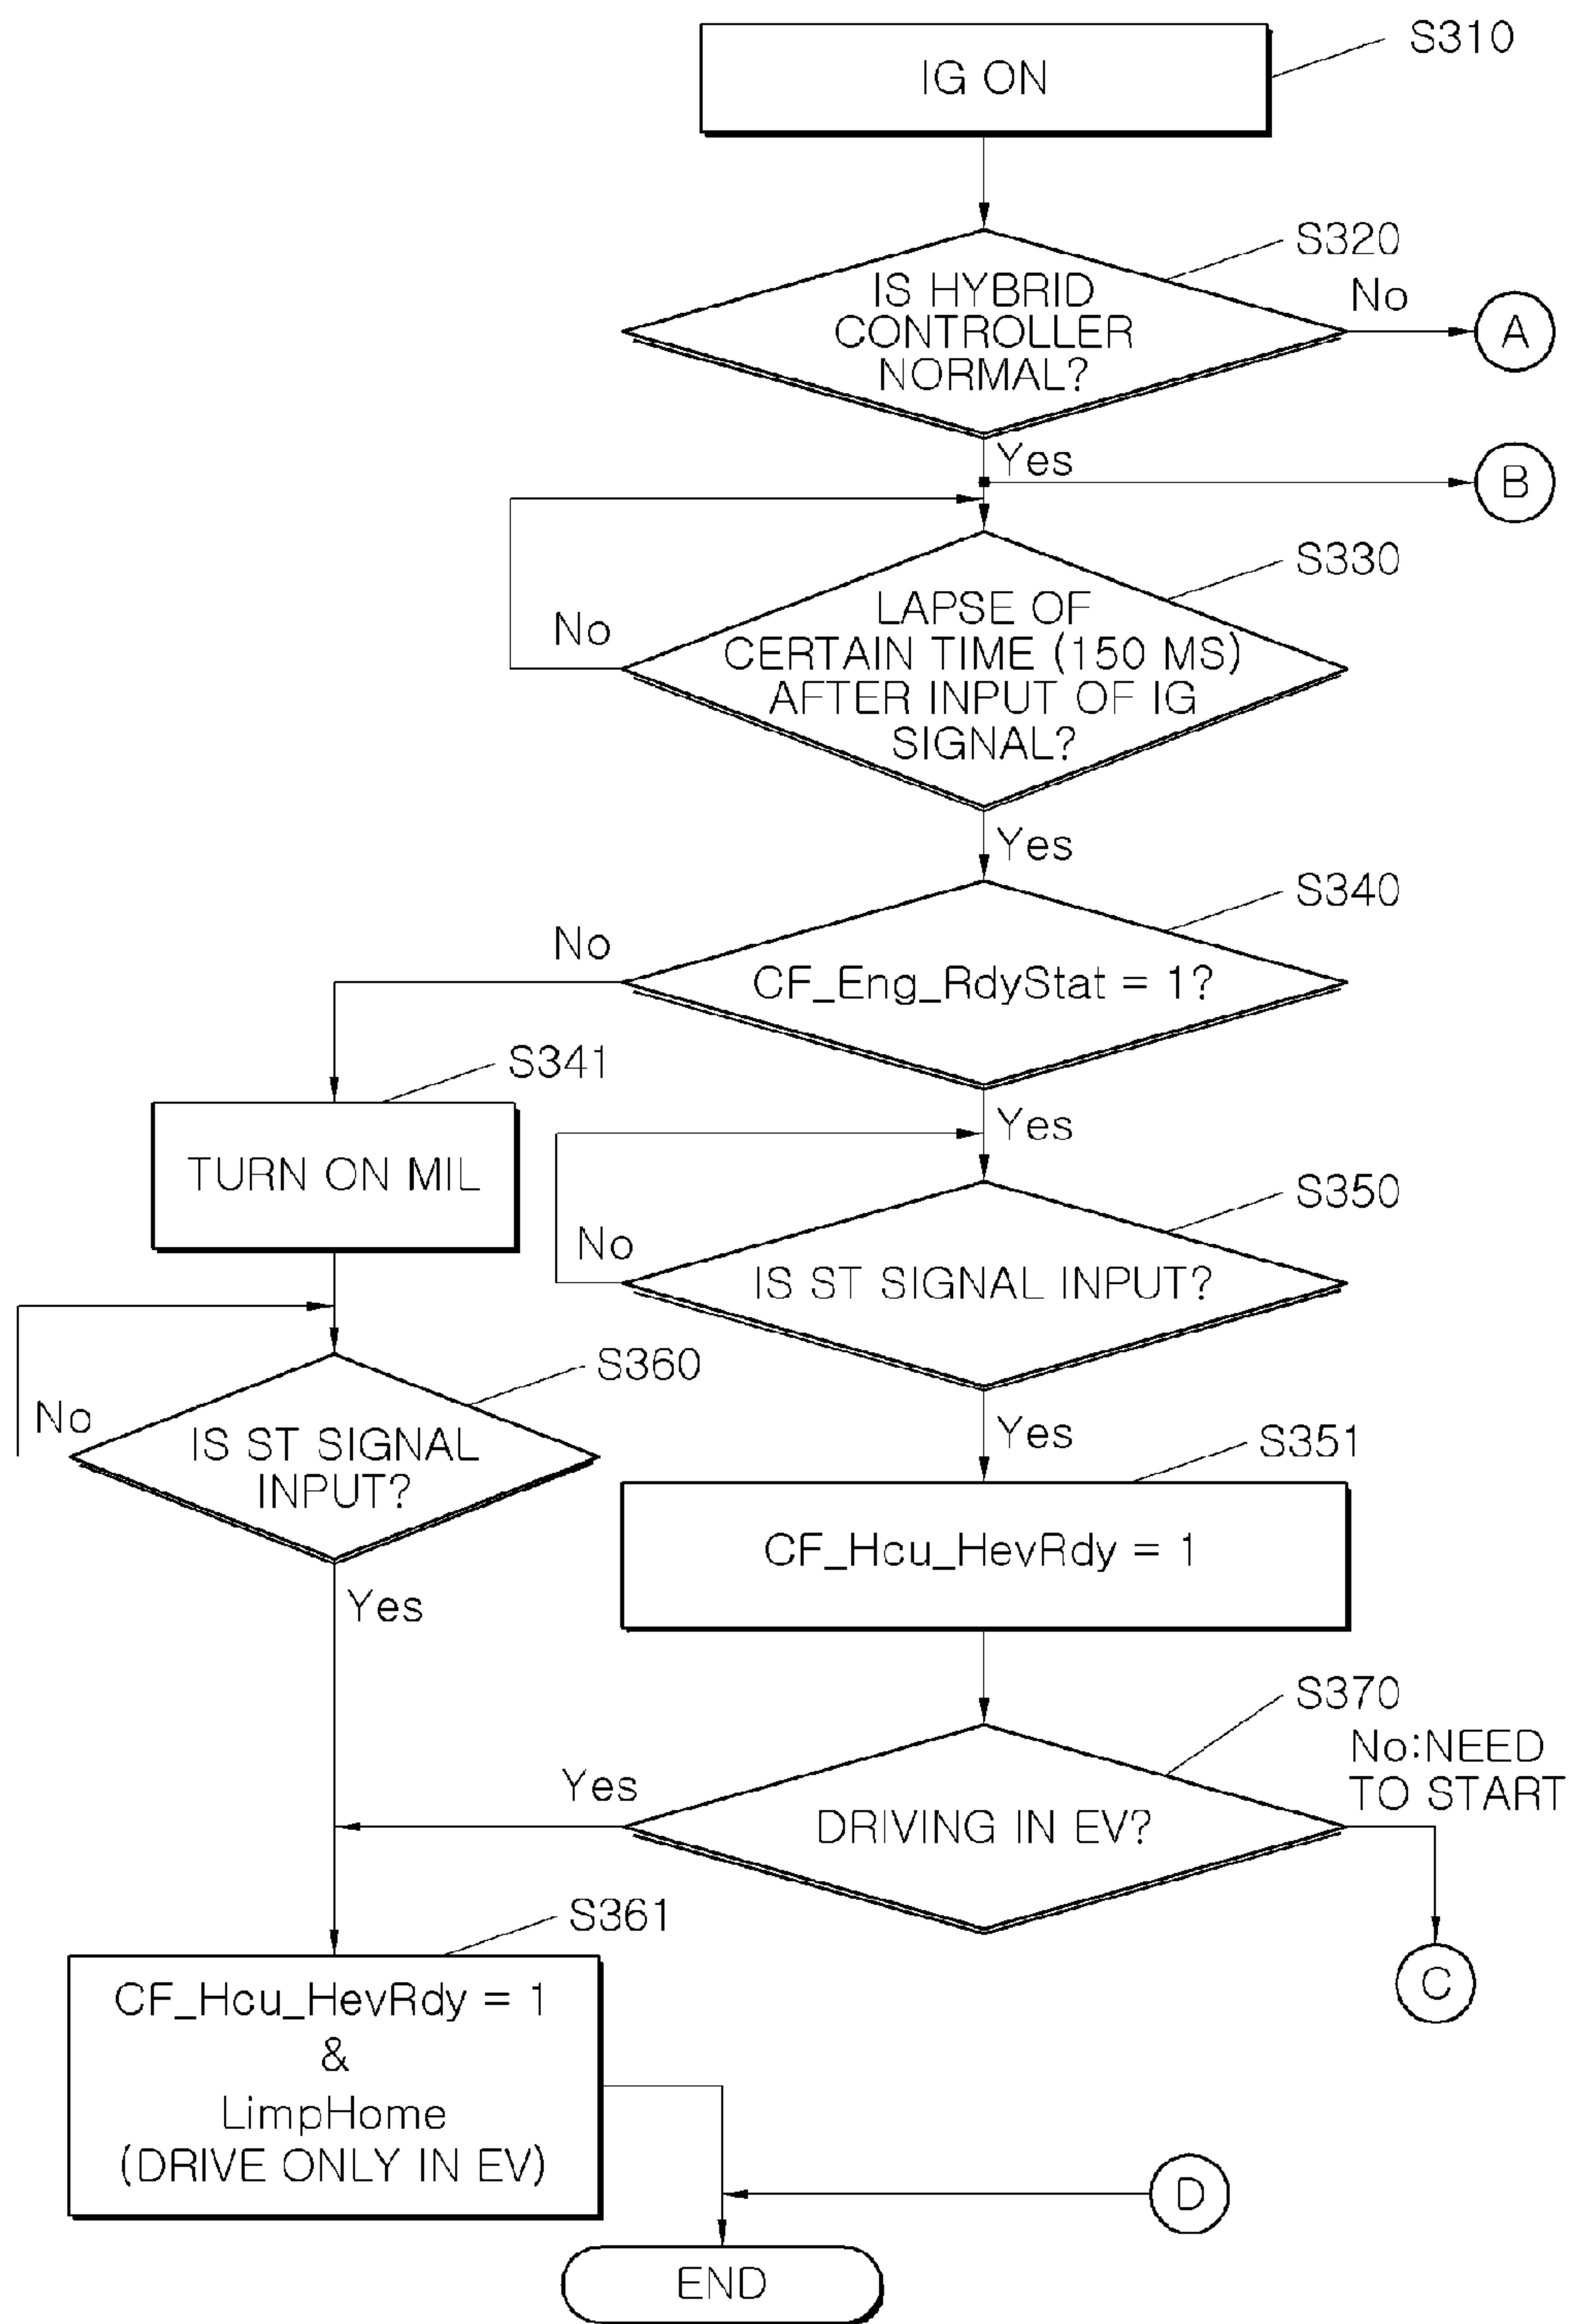 S310
IG ON
S320
IS HYBRID
CONTROLLER
NORMAL?
No
A
Yes
B
S330
LAPSE OF
CERTAIN TIME (150 MS)
AFTER INPUT OF IG
SIGNAL?
No
Yes
S340
No
CF_Eng_RdyStat = 1?
S341
TURN ON MIL
Yes
S350
No
IS ST SIGNAL INPUT?
S360
No
IS ST SIGNAL
INPUT?
Yes
S351
CF_Hcu_HevRdy = 1
Yes
S370
No:NEED
TO START
Yes
DRIVING IN EV?
S361
C
CF_Hcu_HevRdy = 1
&
LimpHome
(DRIVE ONLY IN EV)
D
END